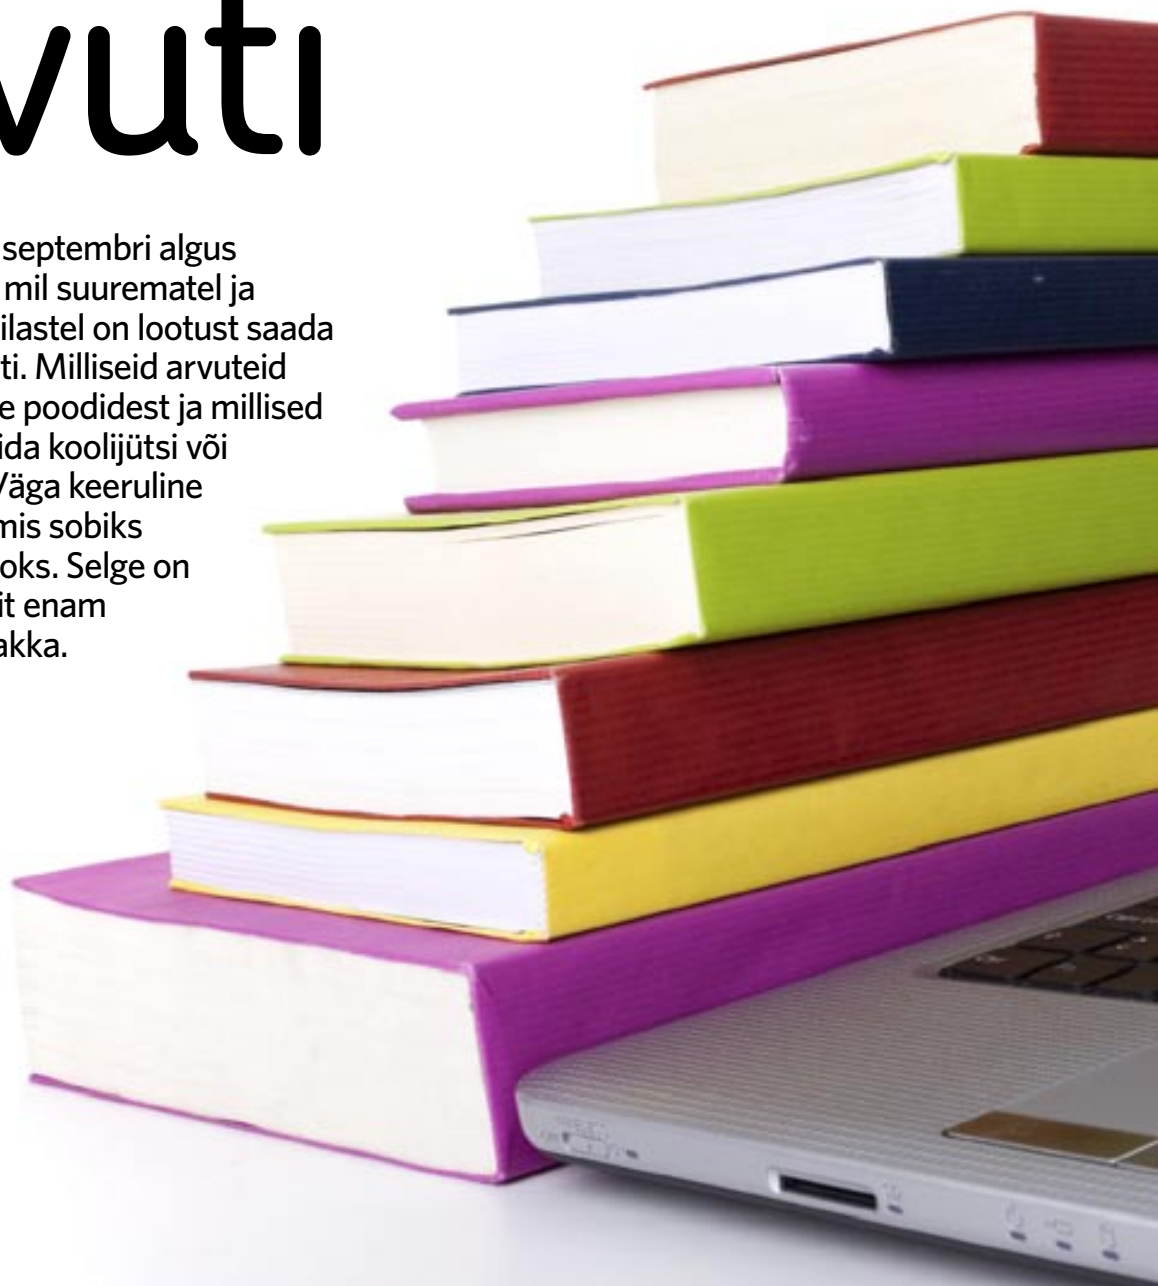 vuti
septembri algus
mil suurematel ja
ilastel on lootust saada
ti. Milliseid arvuteid
e poodidest ja millised
ida koolijütsi või
Väga keeruline
mis sobiks
oks. Selge on
it enam
akka.